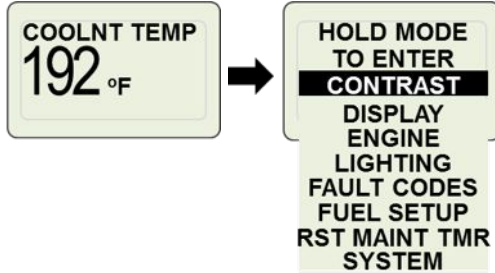 COOLNT TEMP
192 °F
HOLD MODE
TO ENTER
CONTRAST
DISPLAY
ENGINE
LIGHTING
FAULT CODES
FUEL SETUP
RST MAINT TMR
SYSTEM